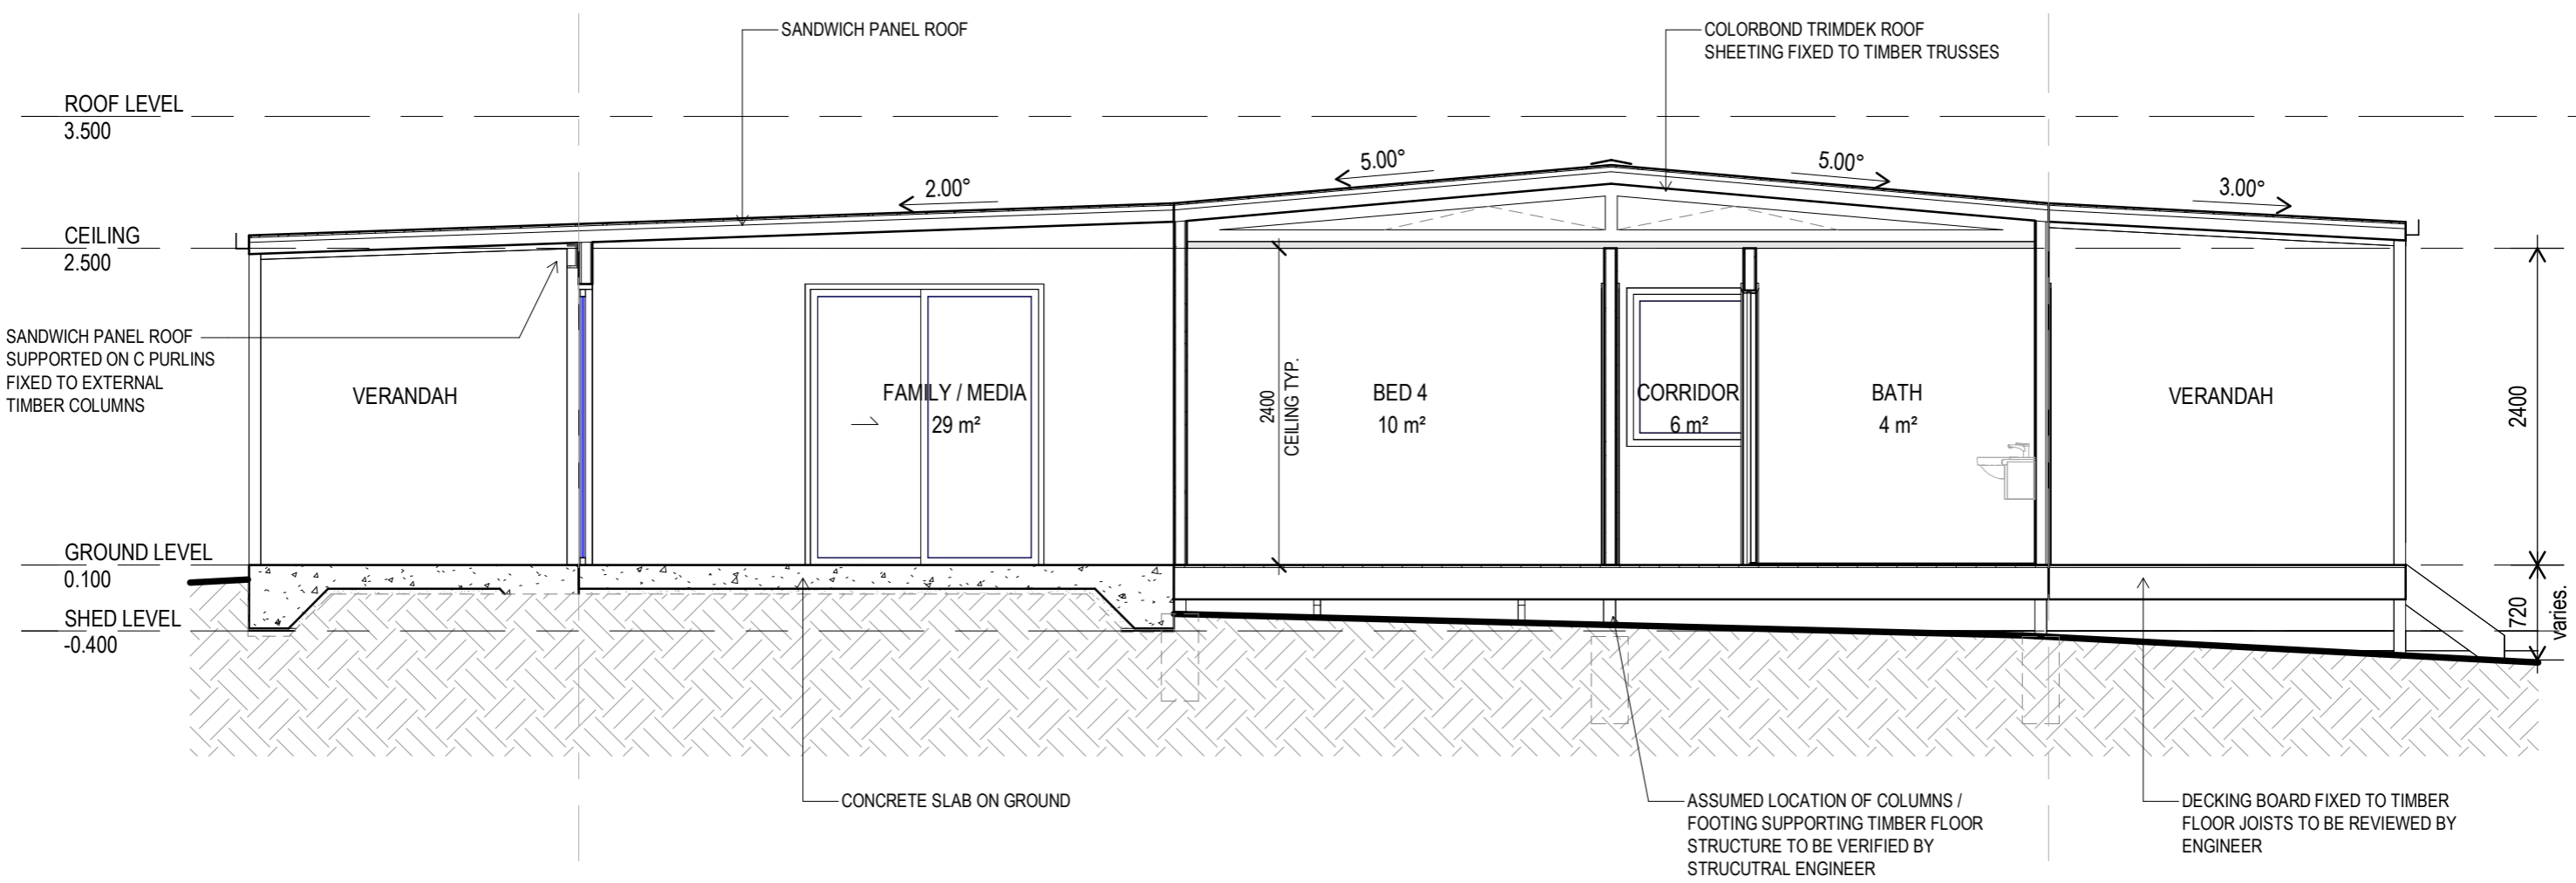 SANDWICH PANEL ROOF
COLORBOND TRIMDEK ROOF
SHEETING FIXED TO TIMBER TRUSSES
ROOF LEVEL
3.500
5.00°
5.00°
2.00°
3.00°
CEILING
2.500
SANDWICH PANEL ROOF
SUPPORTED ON C PURLINS
FIXED TO EXTERNAL
TIMBER COLUMNS
VERANDAH
FAMILY / MEDIA
29 m²
2400
CEILING TYP.
BED 4
10 m²
CORRIDOR
6 m²
BATH
4 m²
VERANDAH
2400
GROUND LEVEL
0.100
SHED LEVEL
-0.400
720
varies.
CONCRETE SLAB ON GROUND
ASSUMED LOCATION OF COLUMNS /
FOOTING SUPPORTING TIMBER FLOOR
STRUCTURE TO BE VERIFIED BY
STRUCUTRAL ENGINEER
DECKING BOARD FIXED TO TIMBER
FLOOR JOISTS TO BE REVIEWED BY
ENGINEER